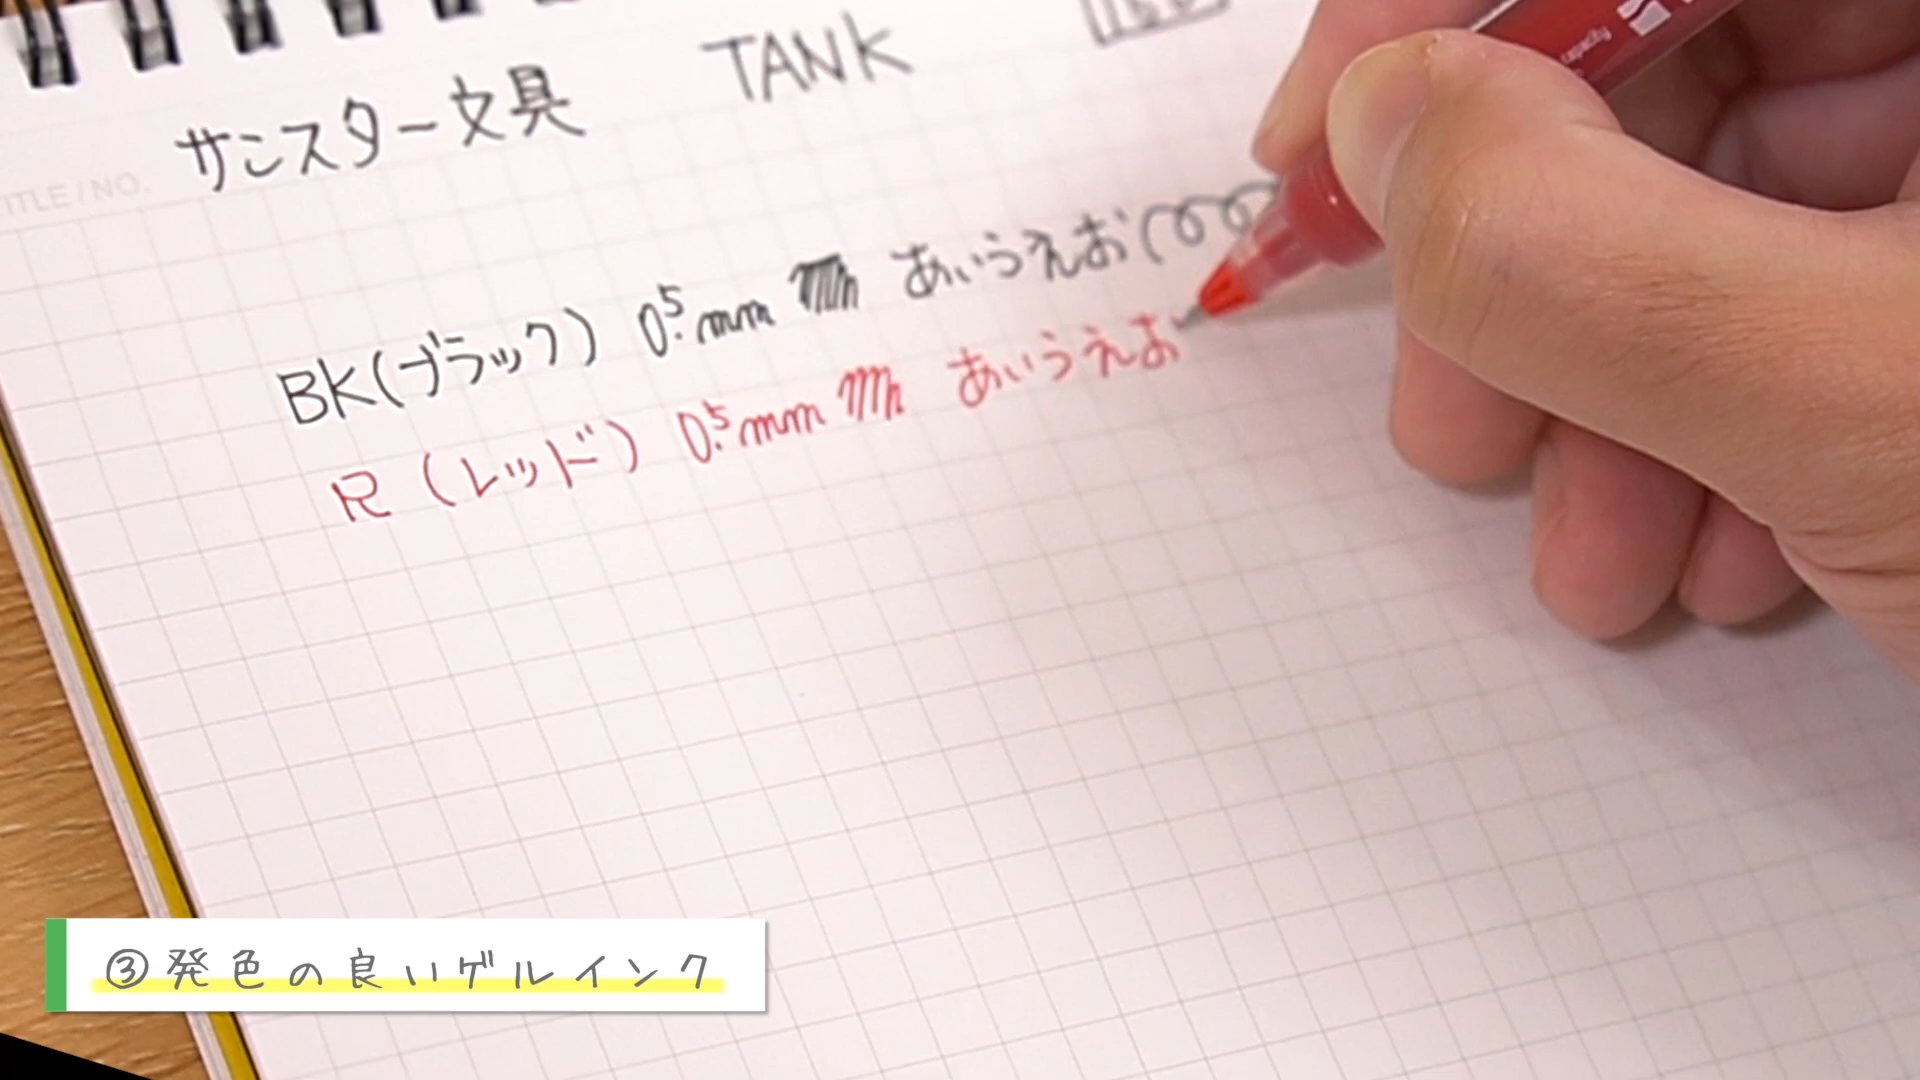 サンスター文具 TANK
TITLE/NO.
BK(ブラック) 0.5mm あいうえお
R(レッド) 0.5mm あいうえお
③発色の良いゲルインク